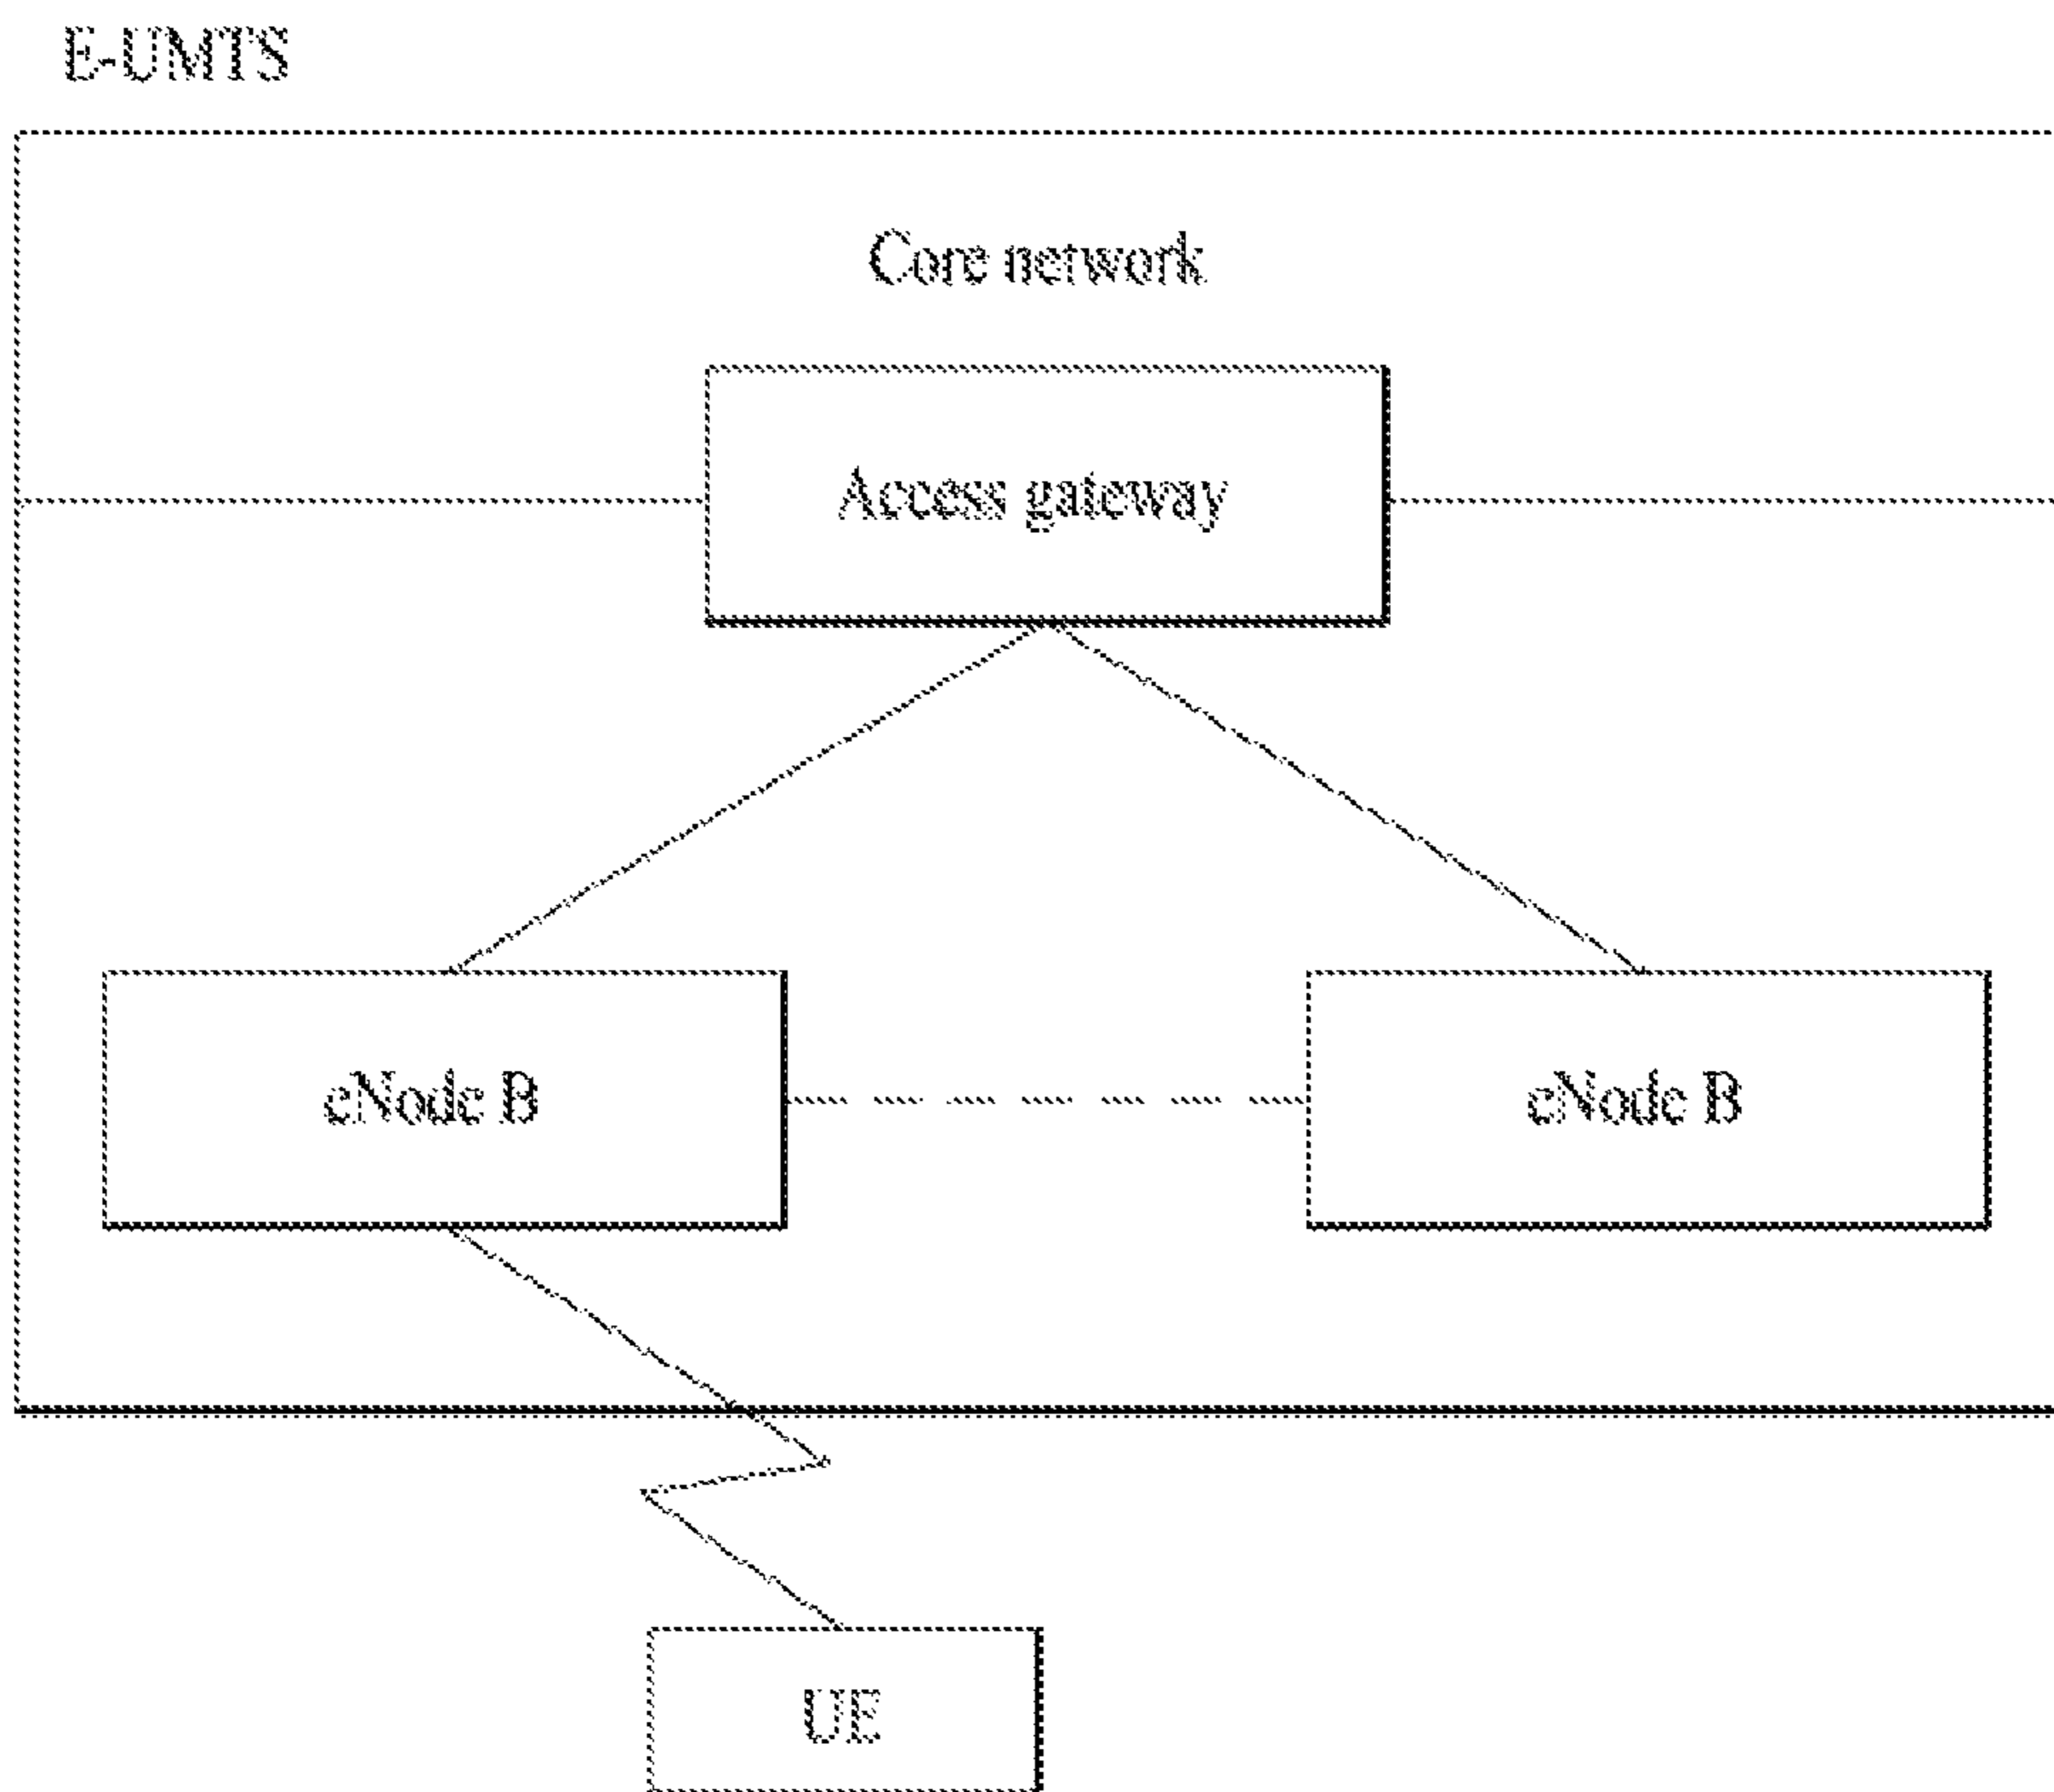 E-UMTS
Core network
Access gateway
eNode B
eNode B
UE